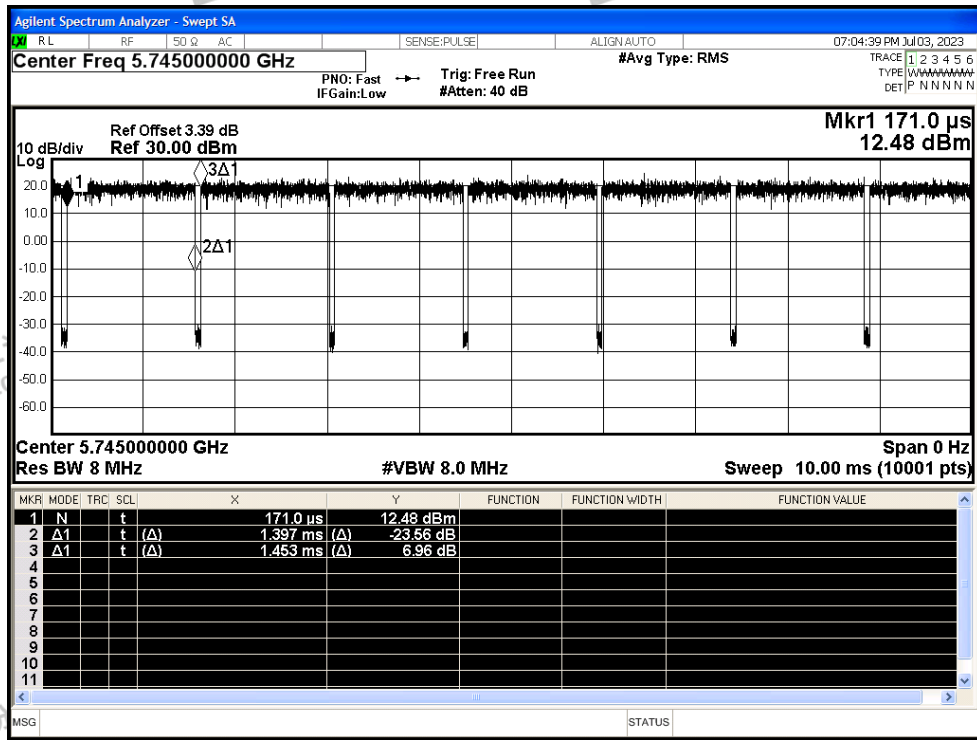 Agilent Spectrum Analyzer - Swept SA
LXI RL RF 50 Ω AC SENSE:PULSE ALIGN AUTO 07:04:39 PM Jul 03, 2023
Center Freq 5.745000000 GHz #Avg Type: RMS TRACE 1 2 3 4 5 6
PNO: Fast Trig: Free Run TYPE WWWWWW
IFGain:Low #Atten: 40 dB DET P N N N N N
Mkr1 171.0 µs
Ref Offset 3.39 dB
10 dB/div Ref 30.00 dBm 12.48 dBm
Log
3Δ1
20.0 1
10.0
0.00 2Δ1
-10.0
-20.0
-30.0
-40.0
-50.0
-60.0
Center 5.745000000 GHz Span 0 Hz
Res BW 8 MHz #VBW 8.0 MHz Sweep 10.00 ms (10001 pts)
MKR MODE TRC SCL X Y FUNCTION FUNCTION WIDTH FUNCTION VALUE
1 N t 171.0 µs 12.48 dBm
2 Δ1 t (Δ) 1.397 ms (Δ) -23.56 dB
3 Δ1 t (Δ) 1.453 ms (Δ) 6.96 dB
4
5
6
7
8
9
10
11
MSG STATUS